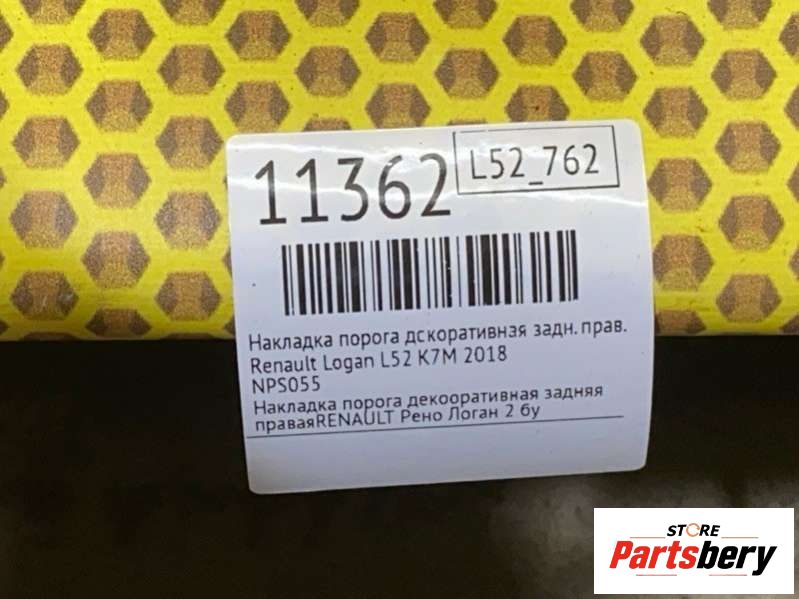 11362
L52_762
Накладка порога дскоративная задн. прав.
Renault Logan L52 K7M 2018
NPS055
Накладка порога декооративная задняя
праваяRENAULT Рено Логан 2 бу
STORE
Partsbery